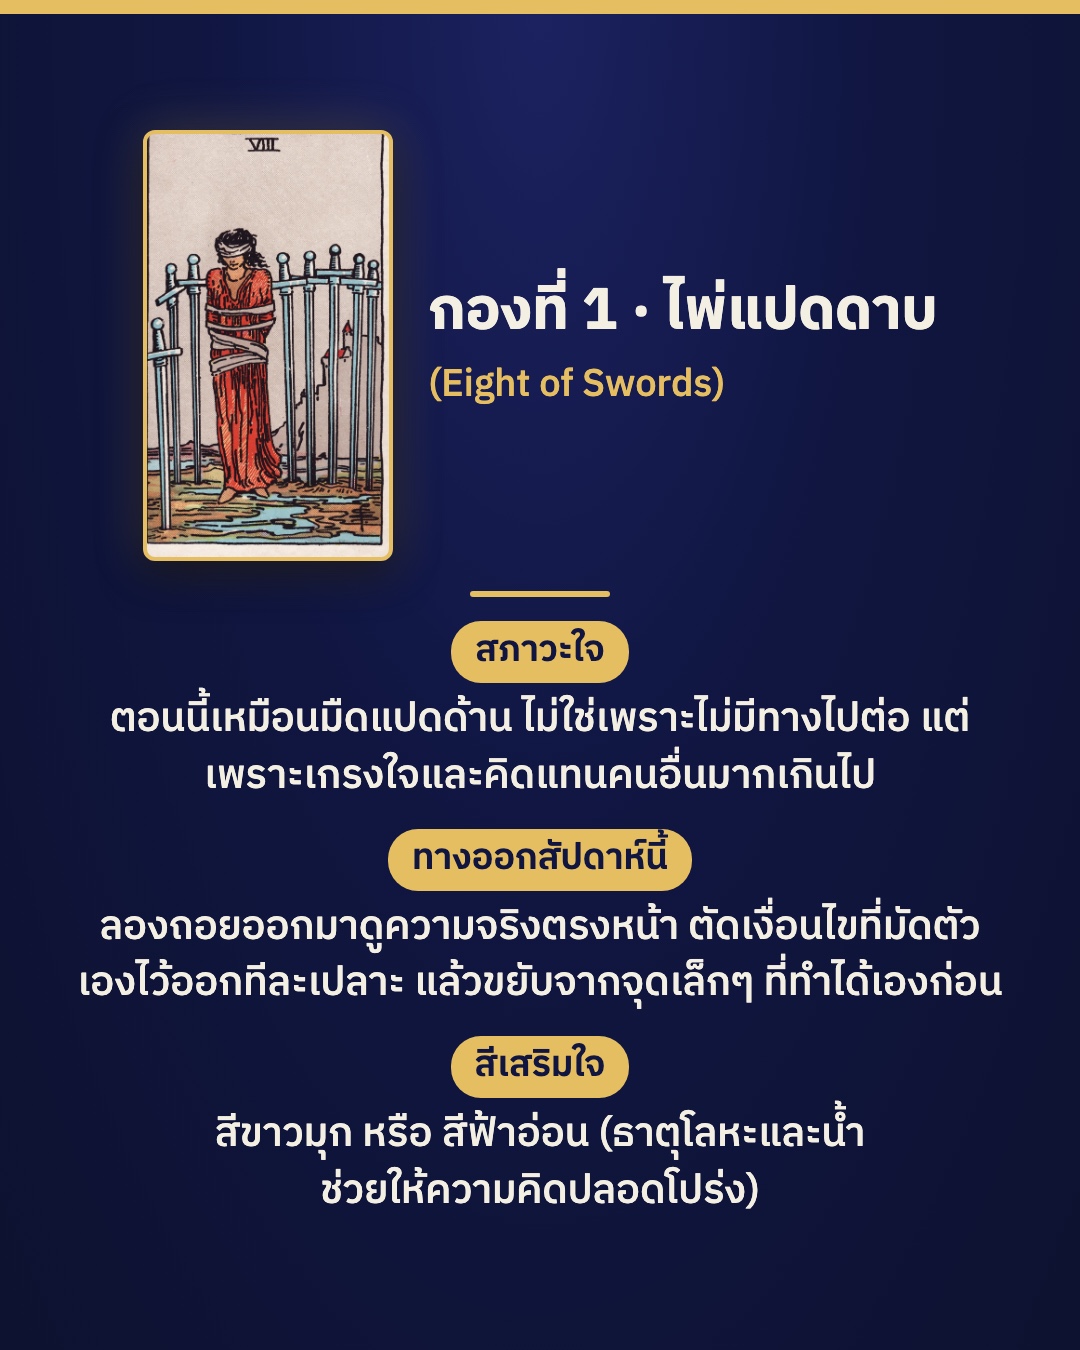 VIII
กองที่ 1 · ไพ่แปดดาบ
(Eight of Swords)
สภาวะใจ
ตอนนี้เหมือนมืดแปดด้าน ไม่ใช่เพราะไม่มีทางไปต่อ แต่
เพราะเกรงใจและคิดแทนคนอื่นมากเกินไป
ทางออกสัปดาห์นี้
ลองถอยออกมาดูความจริงตรงหน้า ตัดเงื่อนไขที่มัดตัว
เองไว้ออกทีละเปลาะ แล้วขยับจากจุดเล็กๆ ที่ทำได้เองก่อน
สีเสริมใจ
สีขาวมุก หรือ สีฟ้าอ่อน (ธาตุโลหะและน้ำ
ช่วยให้ความคิดปลอดโปร่ง)